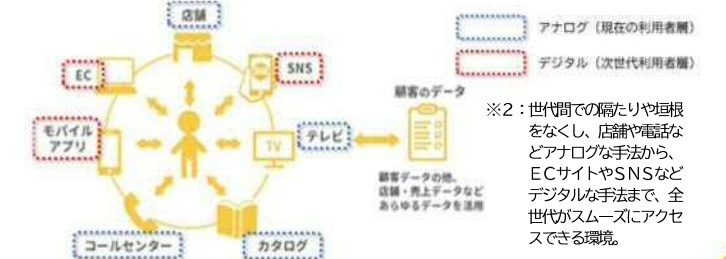 店舗
EC
SNS
モバイル
アプリ
TV
テレビ
コールセンター
カタログ
顧客のデータ
顧客データの他、
店舗・売上データなど
あらゆるデータを活用
アナログ（現在の利用者層）
デジタル（次世代利用者層）
※2：世代間での隔たりや垣根
をなくし、店舗や電話な
どアナログな手法から、
ＥＣサイトやＳＮＳなど
デジタルな手法まで、全
世代がスムーズにアクセ
スできる環境。